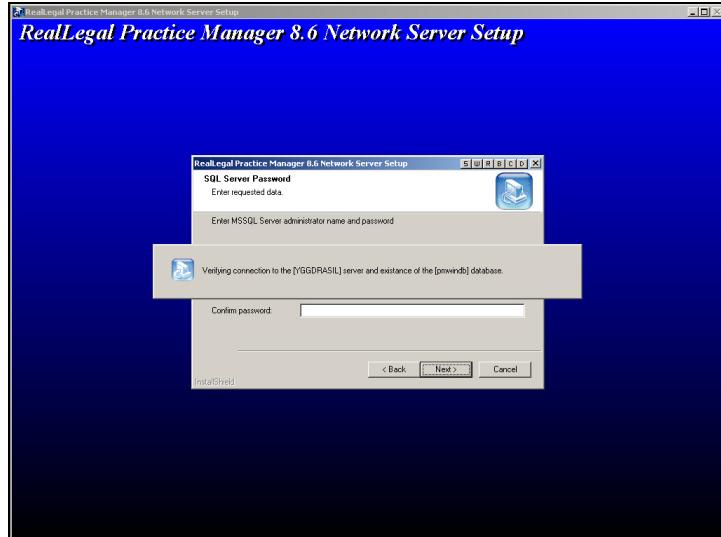 RealLegal Practice Manager 8.6 Network Server Setup
RealLegal Practice Manager 8.6 Network Server Setup
RealLegal Practice Manager 8.6 Network Server Setup
S W R B C D X
SQL Server Password
Enter requested data.
Enter MSSQL Server administrator name and password
Verifying connection to the [YGGDRASIL] server and existance of the [pmwindb] database.
Confirm password:
< Back Next > Cancel
InstallShield